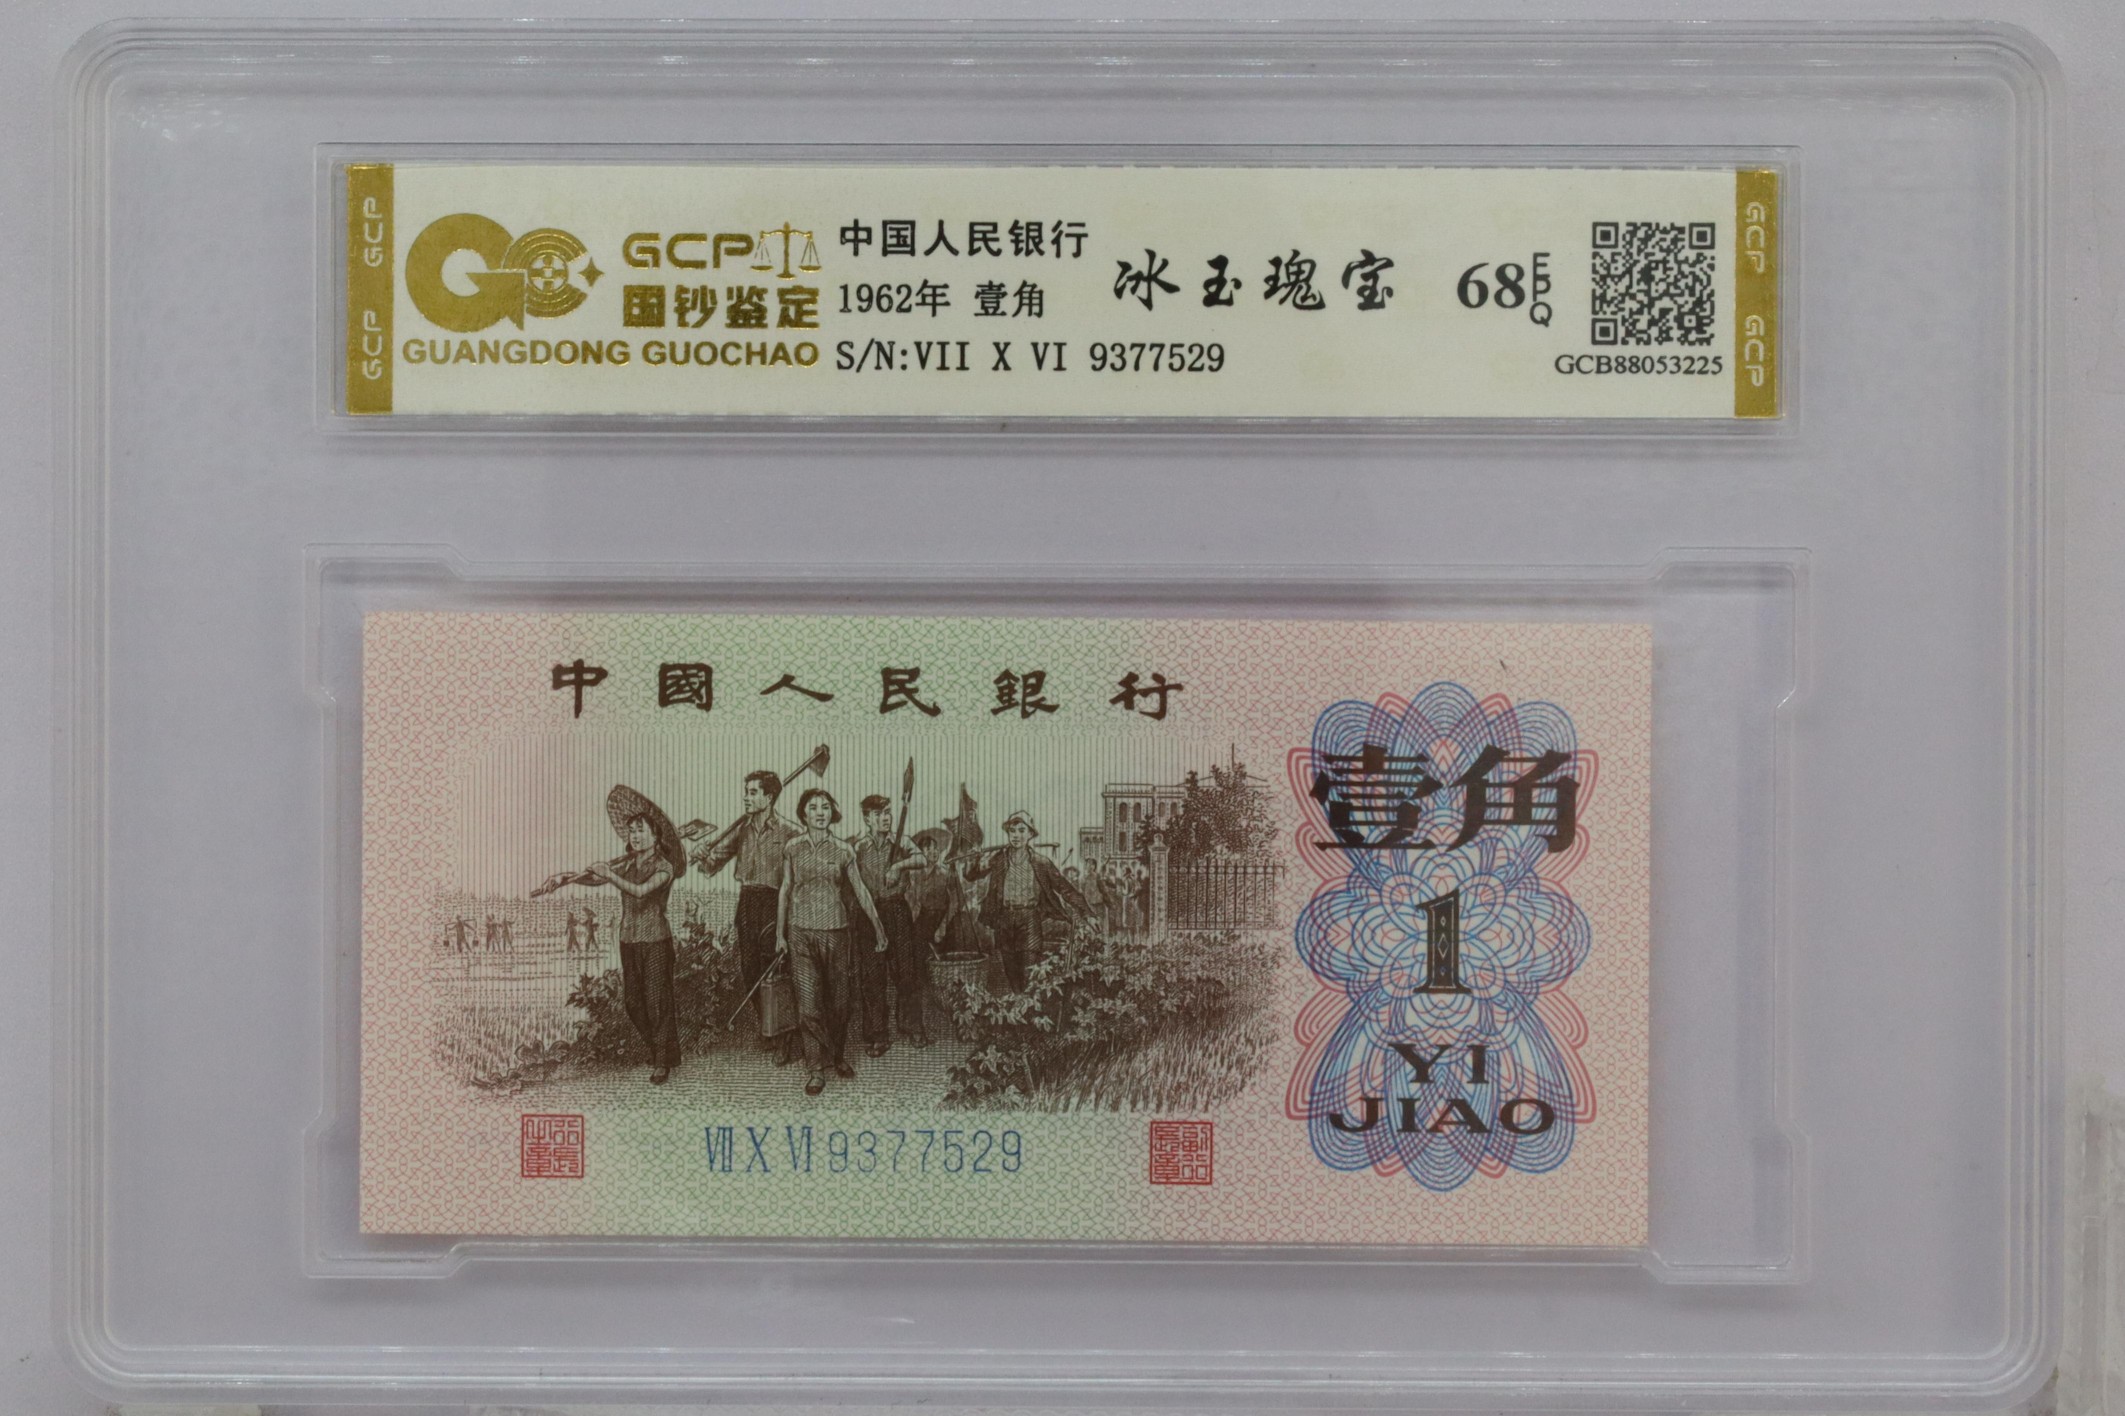 GCP
GCP
GCP
国钞鉴定
GUANGDONG GUOCHAO
中国人民银行
1962年 壹角
S/N:VII X VI 9377529
冰玉瑰宝
68 EPQ
GCB88053225
GCP
GCP
中國人民銀行
壹角
1
YI
JIAO
VII X VI 9377529